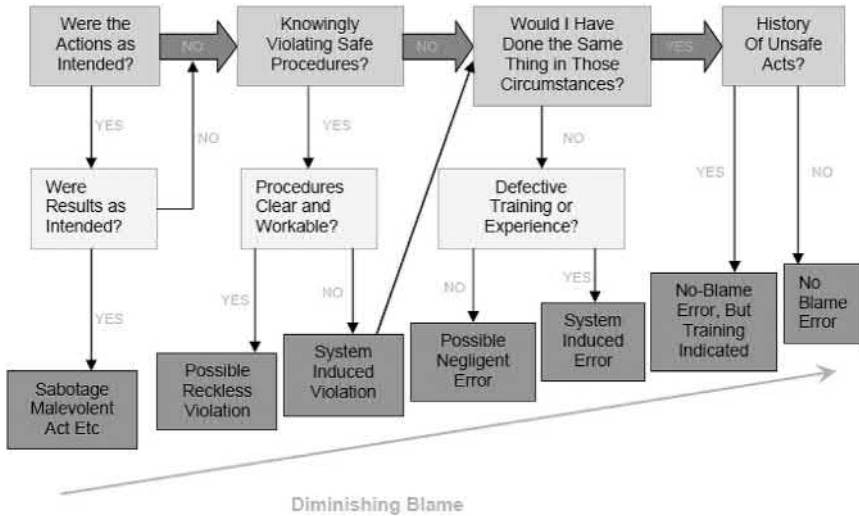 Were the
Actions as
Intended?
NO
Knowingly
Violating Safe
Procedures?
NO
Would I Have
Done the Same
Thing in Those
Circumstances?
YES
History
Of Unsafe
Acts?
YES
NO
YES
NO
YES
NO
Were
Results as
Intended?
Procedures
Clear and
Workable?
Defective
Training or
Experience?
YES
YES
NO
NO
YES
Sabotage
Malevolent
Act Etc
Possible
Reckless
Violation
System
Induced
Violation
Possible
Negligent
Error
System
Induced
Error
No-Blame
Error, But
Training
Indicated
No
Blame
Error
Diminishing Blame